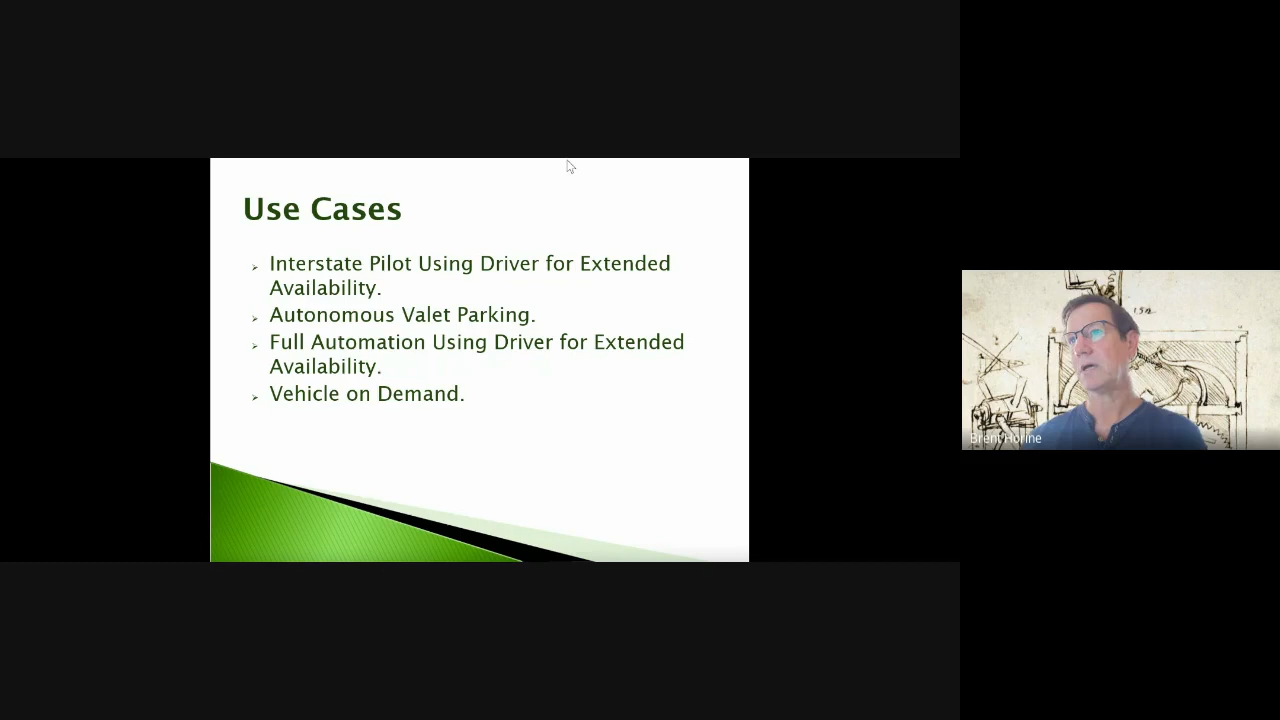 Use Cases
Interstate Pilot Using Driver for Extended
Availability.
Autonomous Valet Parking.
Full Automation Using Driver for Extended
Availability.
Vehicle on Demand.
Brent Horine